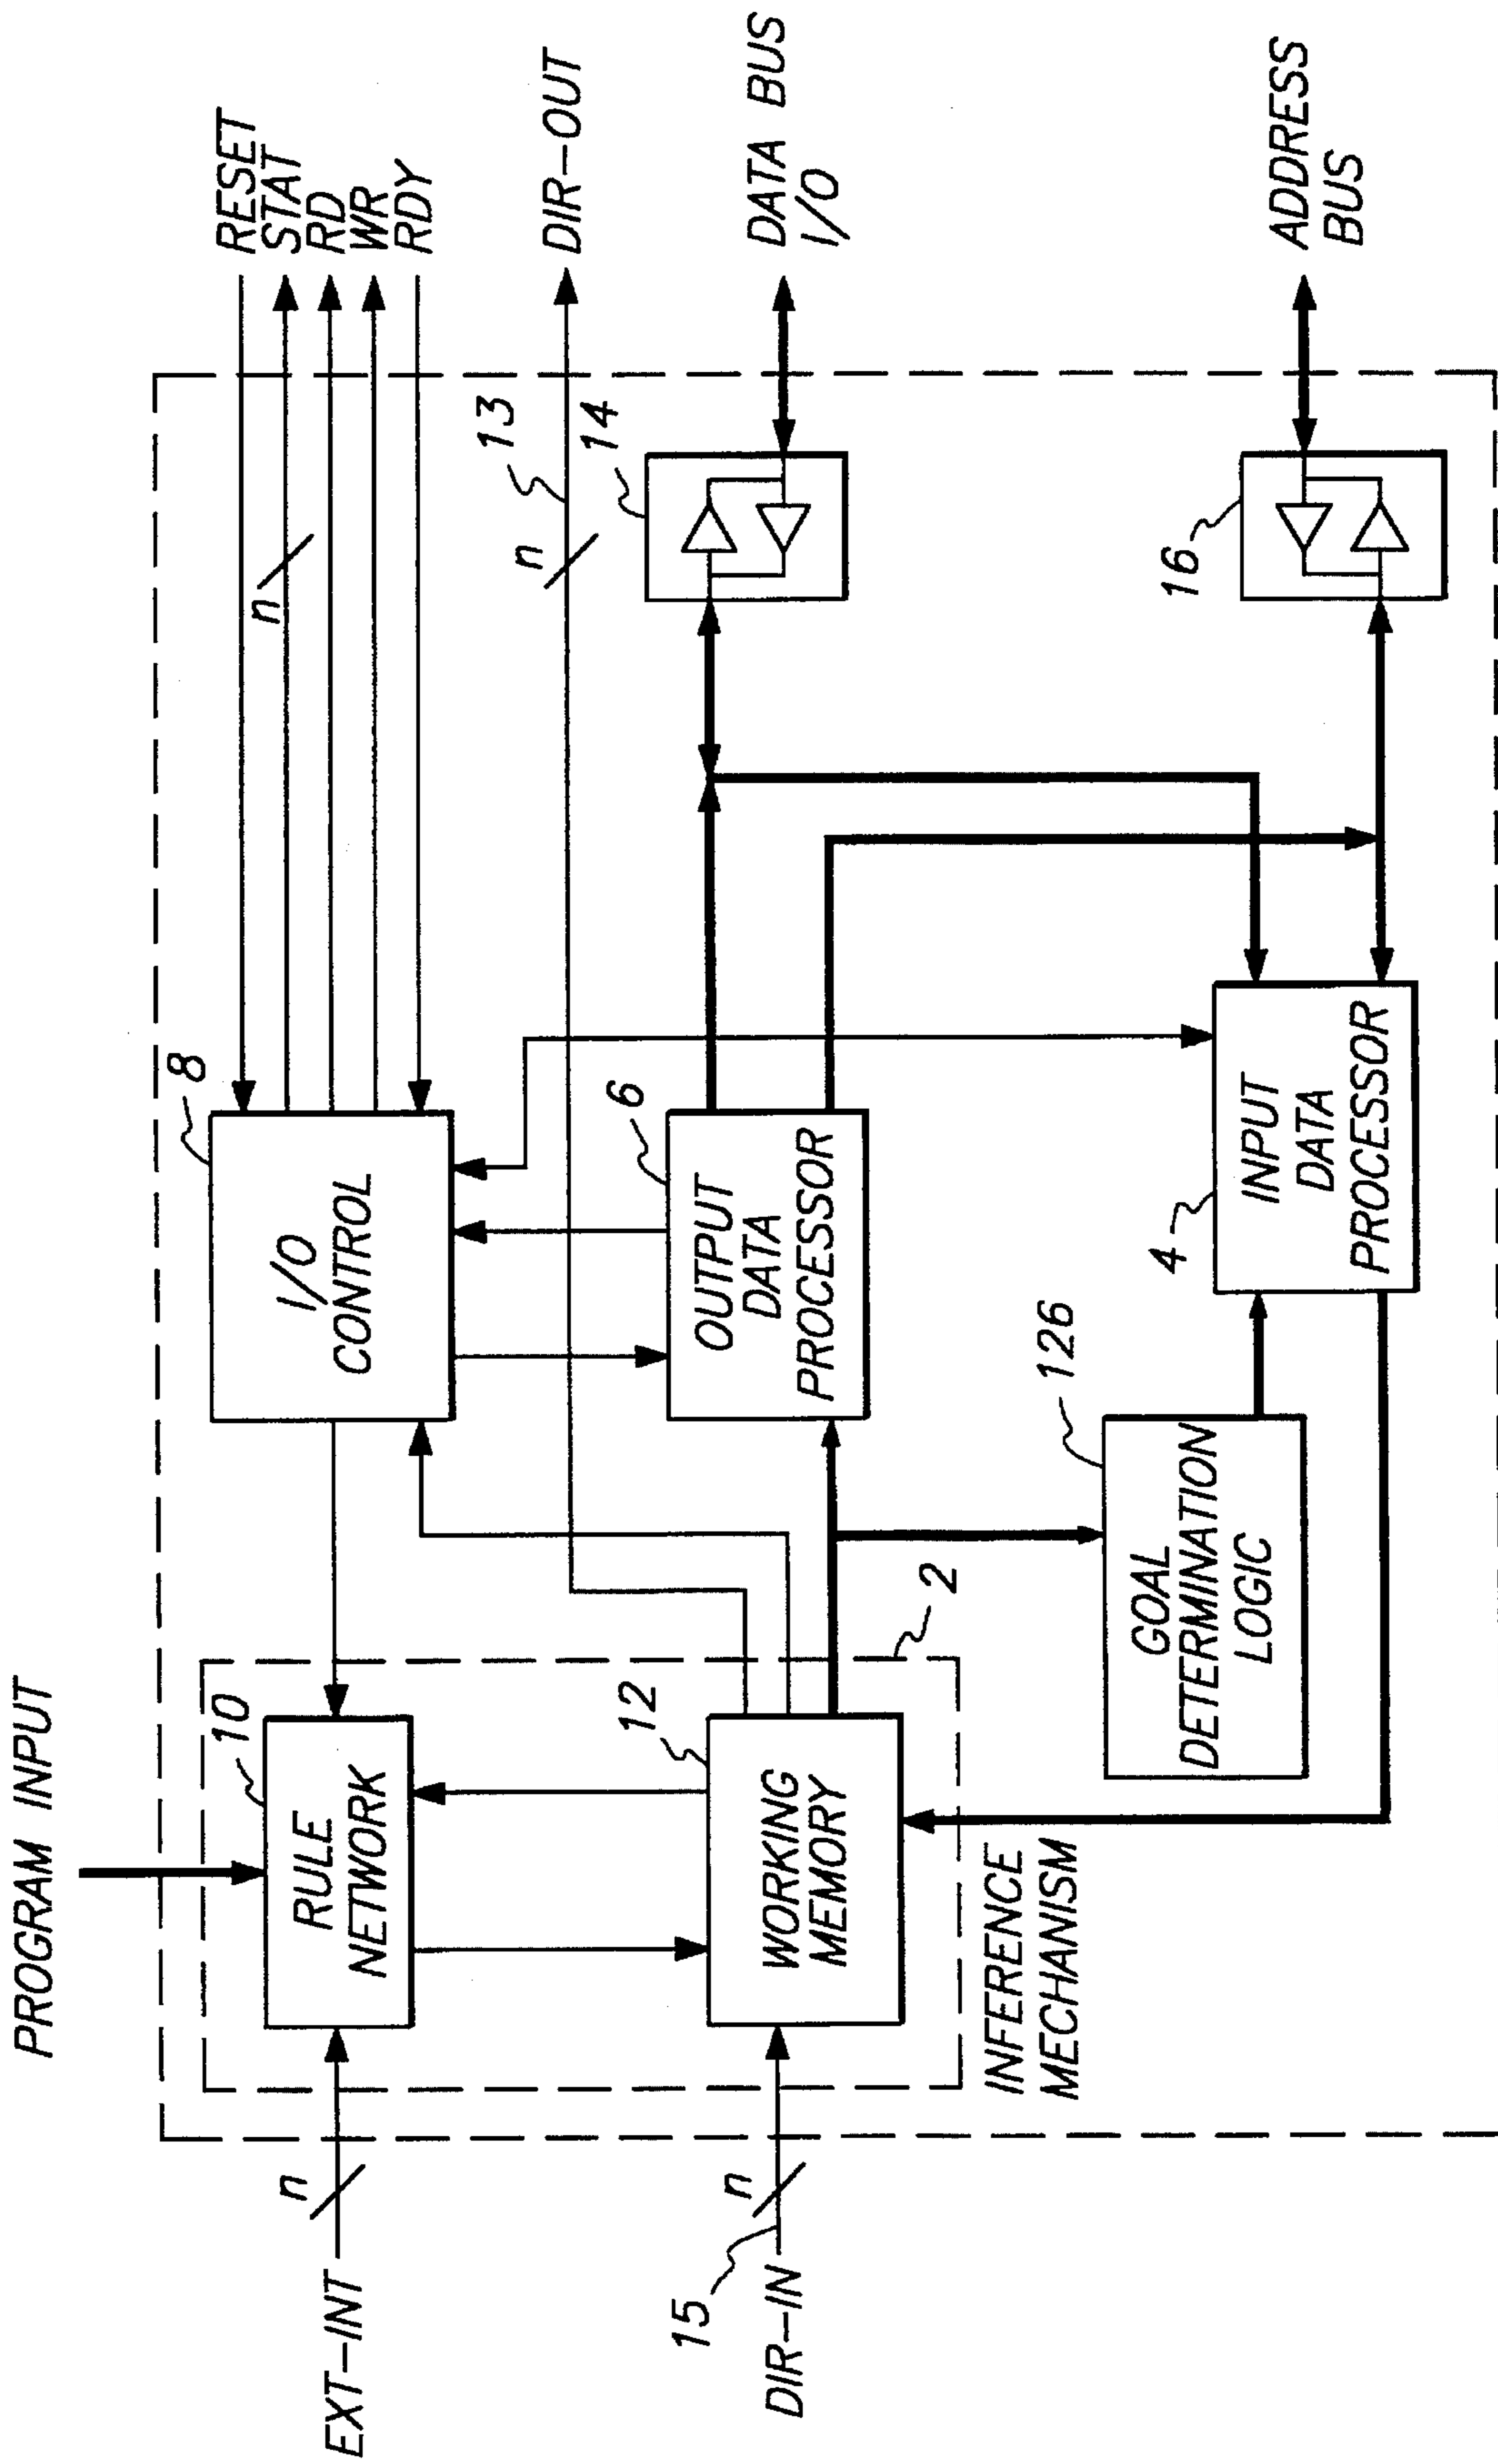 PROGRAM INPUT
EXT–INT
n
DIR–IN
15
n
10
RULE
NETWORK
12
WORKING
MEMORY
INFERENCE
MECHANISM
2
8
I/O
CONTROL
6
OUTPUT
DATA
PROCESSOR
126
GOAL
DETERMINATION
LOGIC
4
INPUT
DATA
PROCESSOR
n
13
n
14
16
RESET
STAT
RD
WR
RDY
DIR–OUT
DATA BUS
I/O
ADDRESS
BUS